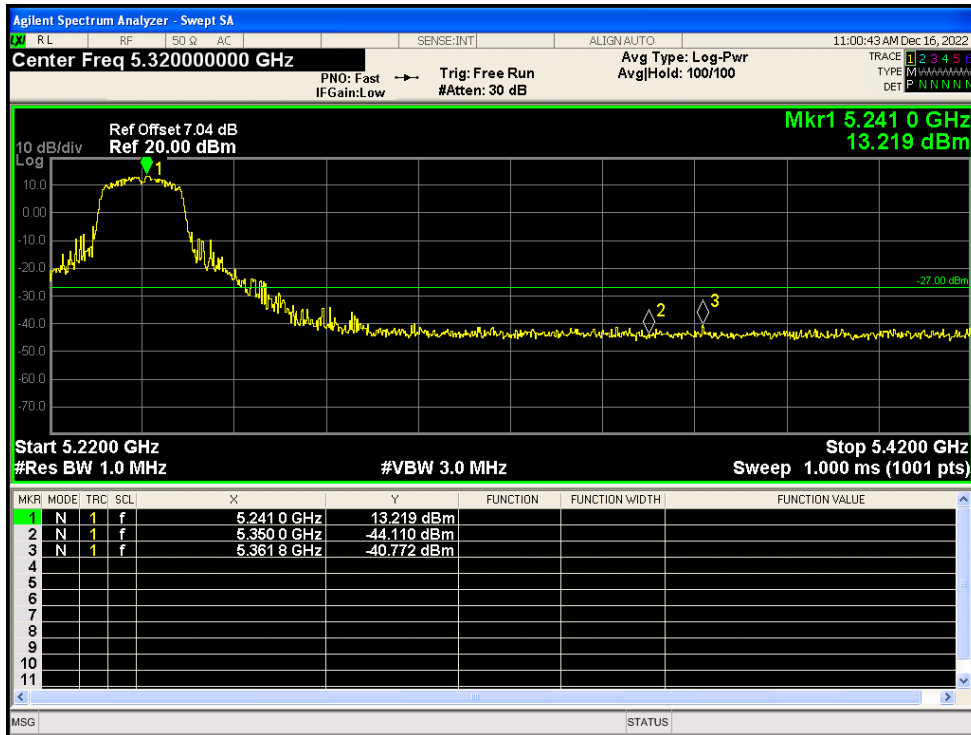 Agilent Spectrum Analyzer - Swept SA
LXI RL RF 50 Ω AC SENSE:INT ALIGN AUTO 11:00:43 AM Dec 16, 2022
Center Freq 5.320000000 GHz
PNO: Fast
IFGain:Low
Trig: Free Run
#Atten: 30 dB
Avg Type: Log-Pwr
Avg|Hold: 100/100
TRACE 1 2 3 4 5 6
TYPE M
DET P N N N N N
Mkr1 5.241 0 GHz
13.219 dBm
Ref Offset 7.04 dB
10 dB/div Ref 20.00 dBm
Log
1
10.0
0.00
-10.0
-20.0
-27.00 dBm
-30.0
2
3
-40.0
-50.0
-60.0
-70.0
Start 5.2200 GHz Stop 5.4200 GHz
#Res BW 1.0 MHz #VBW 3.0 MHz Sweep 1.000 ms (1001 pts)
MKR MODE TRC SCL X Y FUNCTION FUNCTION WIDTH FUNCTION VALUE
1 N 1 f 5.241 0 GHz 13.219 dBm
2 N 1 f 5.350 0 GHz -44.110 dBm
3 N 1 f 5.361 8 GHz -40.772 dBm
4
5
6
7
8
9
10
11
MSG STATUS